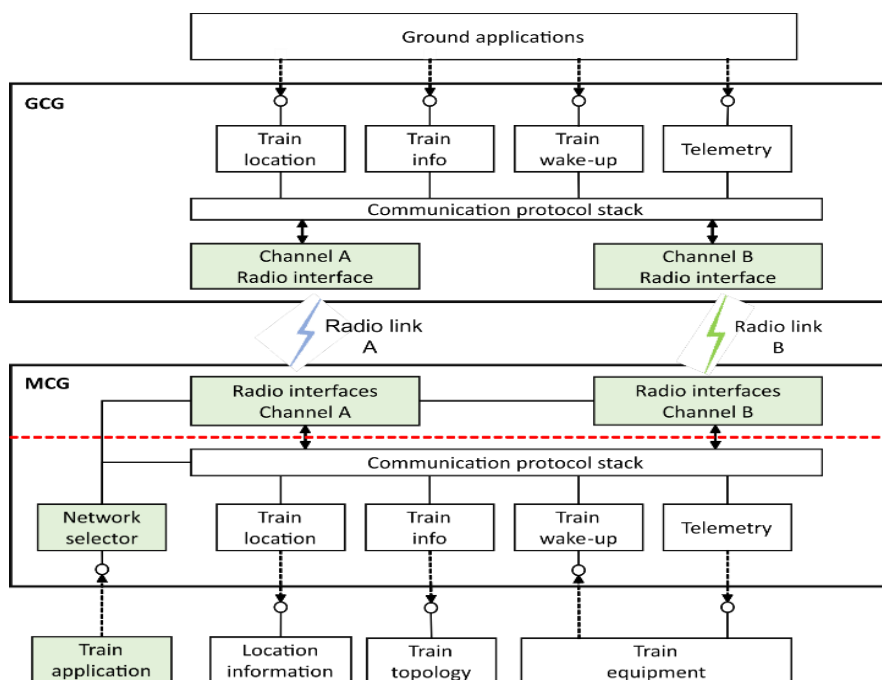 Ground applications
GCG
Train
location
Train
info
Train
wake-up
Telemetry
Communication protocol stack
Channel A
Radio interface
Channel B
Radio interface
Radio link
A
Radio link
B
MCG
Radio interfaces
Channel A
Radio interfaces
Channel B
Communication protocol stack
Network
selector
Train
location
Train
info
Train
wake-up
Telemetry
Train
application
Location
information
Train
topology
Train
equipment